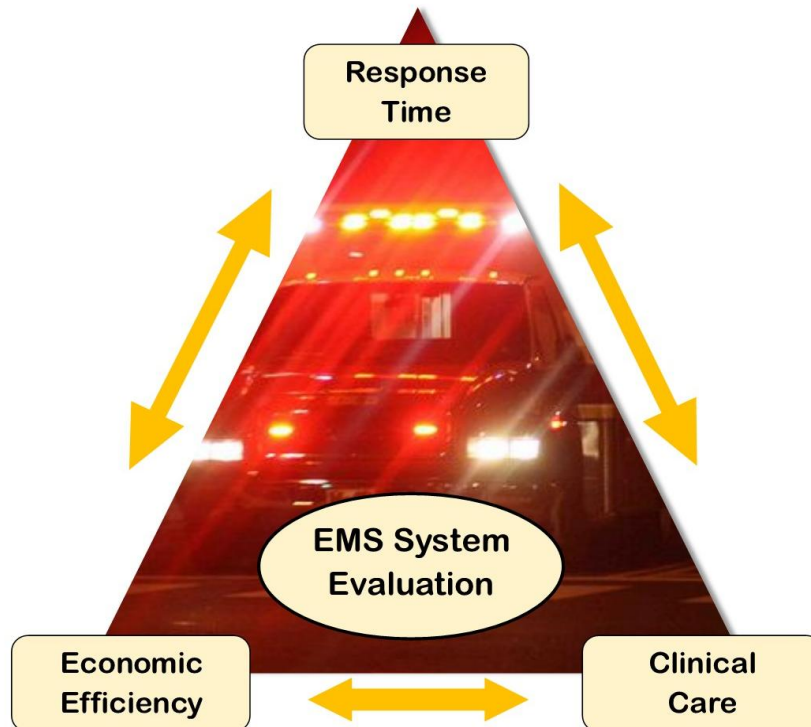 Response
Time
EMS System
Evaluation
Economic
Efficiency
Clinical
Care